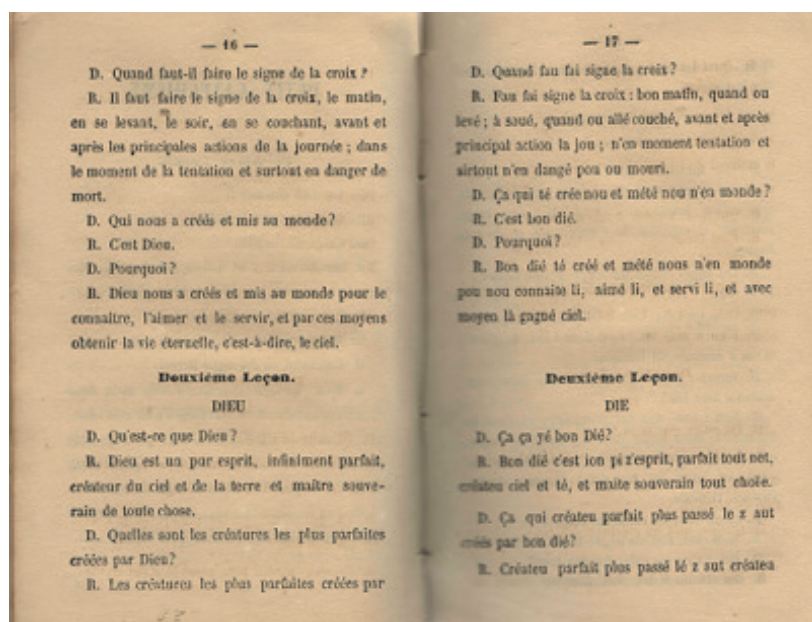 — 16 —
D. Quand faut-il faire le signe de la croix ?
R. Il faut faire le signe de la croix, le matin,
en se levant, le soir, en se couchant, avant et
après les principales actions de la journée ; dans
le moment de la tentation et surtout en danger de
mort.
D. Qui nous a créés et mis au monde ?
R. C'est Dieu.
D. Pourquoi ?
R. Dieu nous a créés et mis au monde pour le
connaître, l'aimer et le servir, et par ces moyens
obtenir la vie éternelle, c'est-à-dire, le ciel.
Deuxième Leçon.
DIEU
D. Qu'est-ce que Dieu ?
R. Dieu est un pur esprit, infiniment parfait,
créateur du ciel et de la terre et maître souve-
rain de toute chose.
D. Quelles sont les créatures les plus parfaites
créées par Dieu?
R. Les créatures les plus parfaites créées par
— 17 —
D. Quand fau fai signe la croix ?
R. Fau fai signe la croix : bon matin, quand ou
levé ; à soué, quand ou allé couché, avant et après
principal action la jou ; n'en moment tentation et
sirtout n'en dangé pou ou mouri.
D. Ça qui té crée nou et mété nou n'en monde ?
R. C'est bon dié.
D. Pourquoi ?
R. Bon dié té créé et mété nous n'en monde
pou nou connaite li, aimé li, et servi li, et avec
moyen là gagné ciel.
Deuxième Leçon.
DIE
D. Ça ça yé bon Dié?
R. Bon dié c'est ion pi z'esprit, parfait tout net,
créateu ciel et té, et maite souverain tout chose.
D. Ça qui créateu parfait plus passé le z aut
créés par bon dié?
R. Créateu parfait plus passé lé z aut créatea